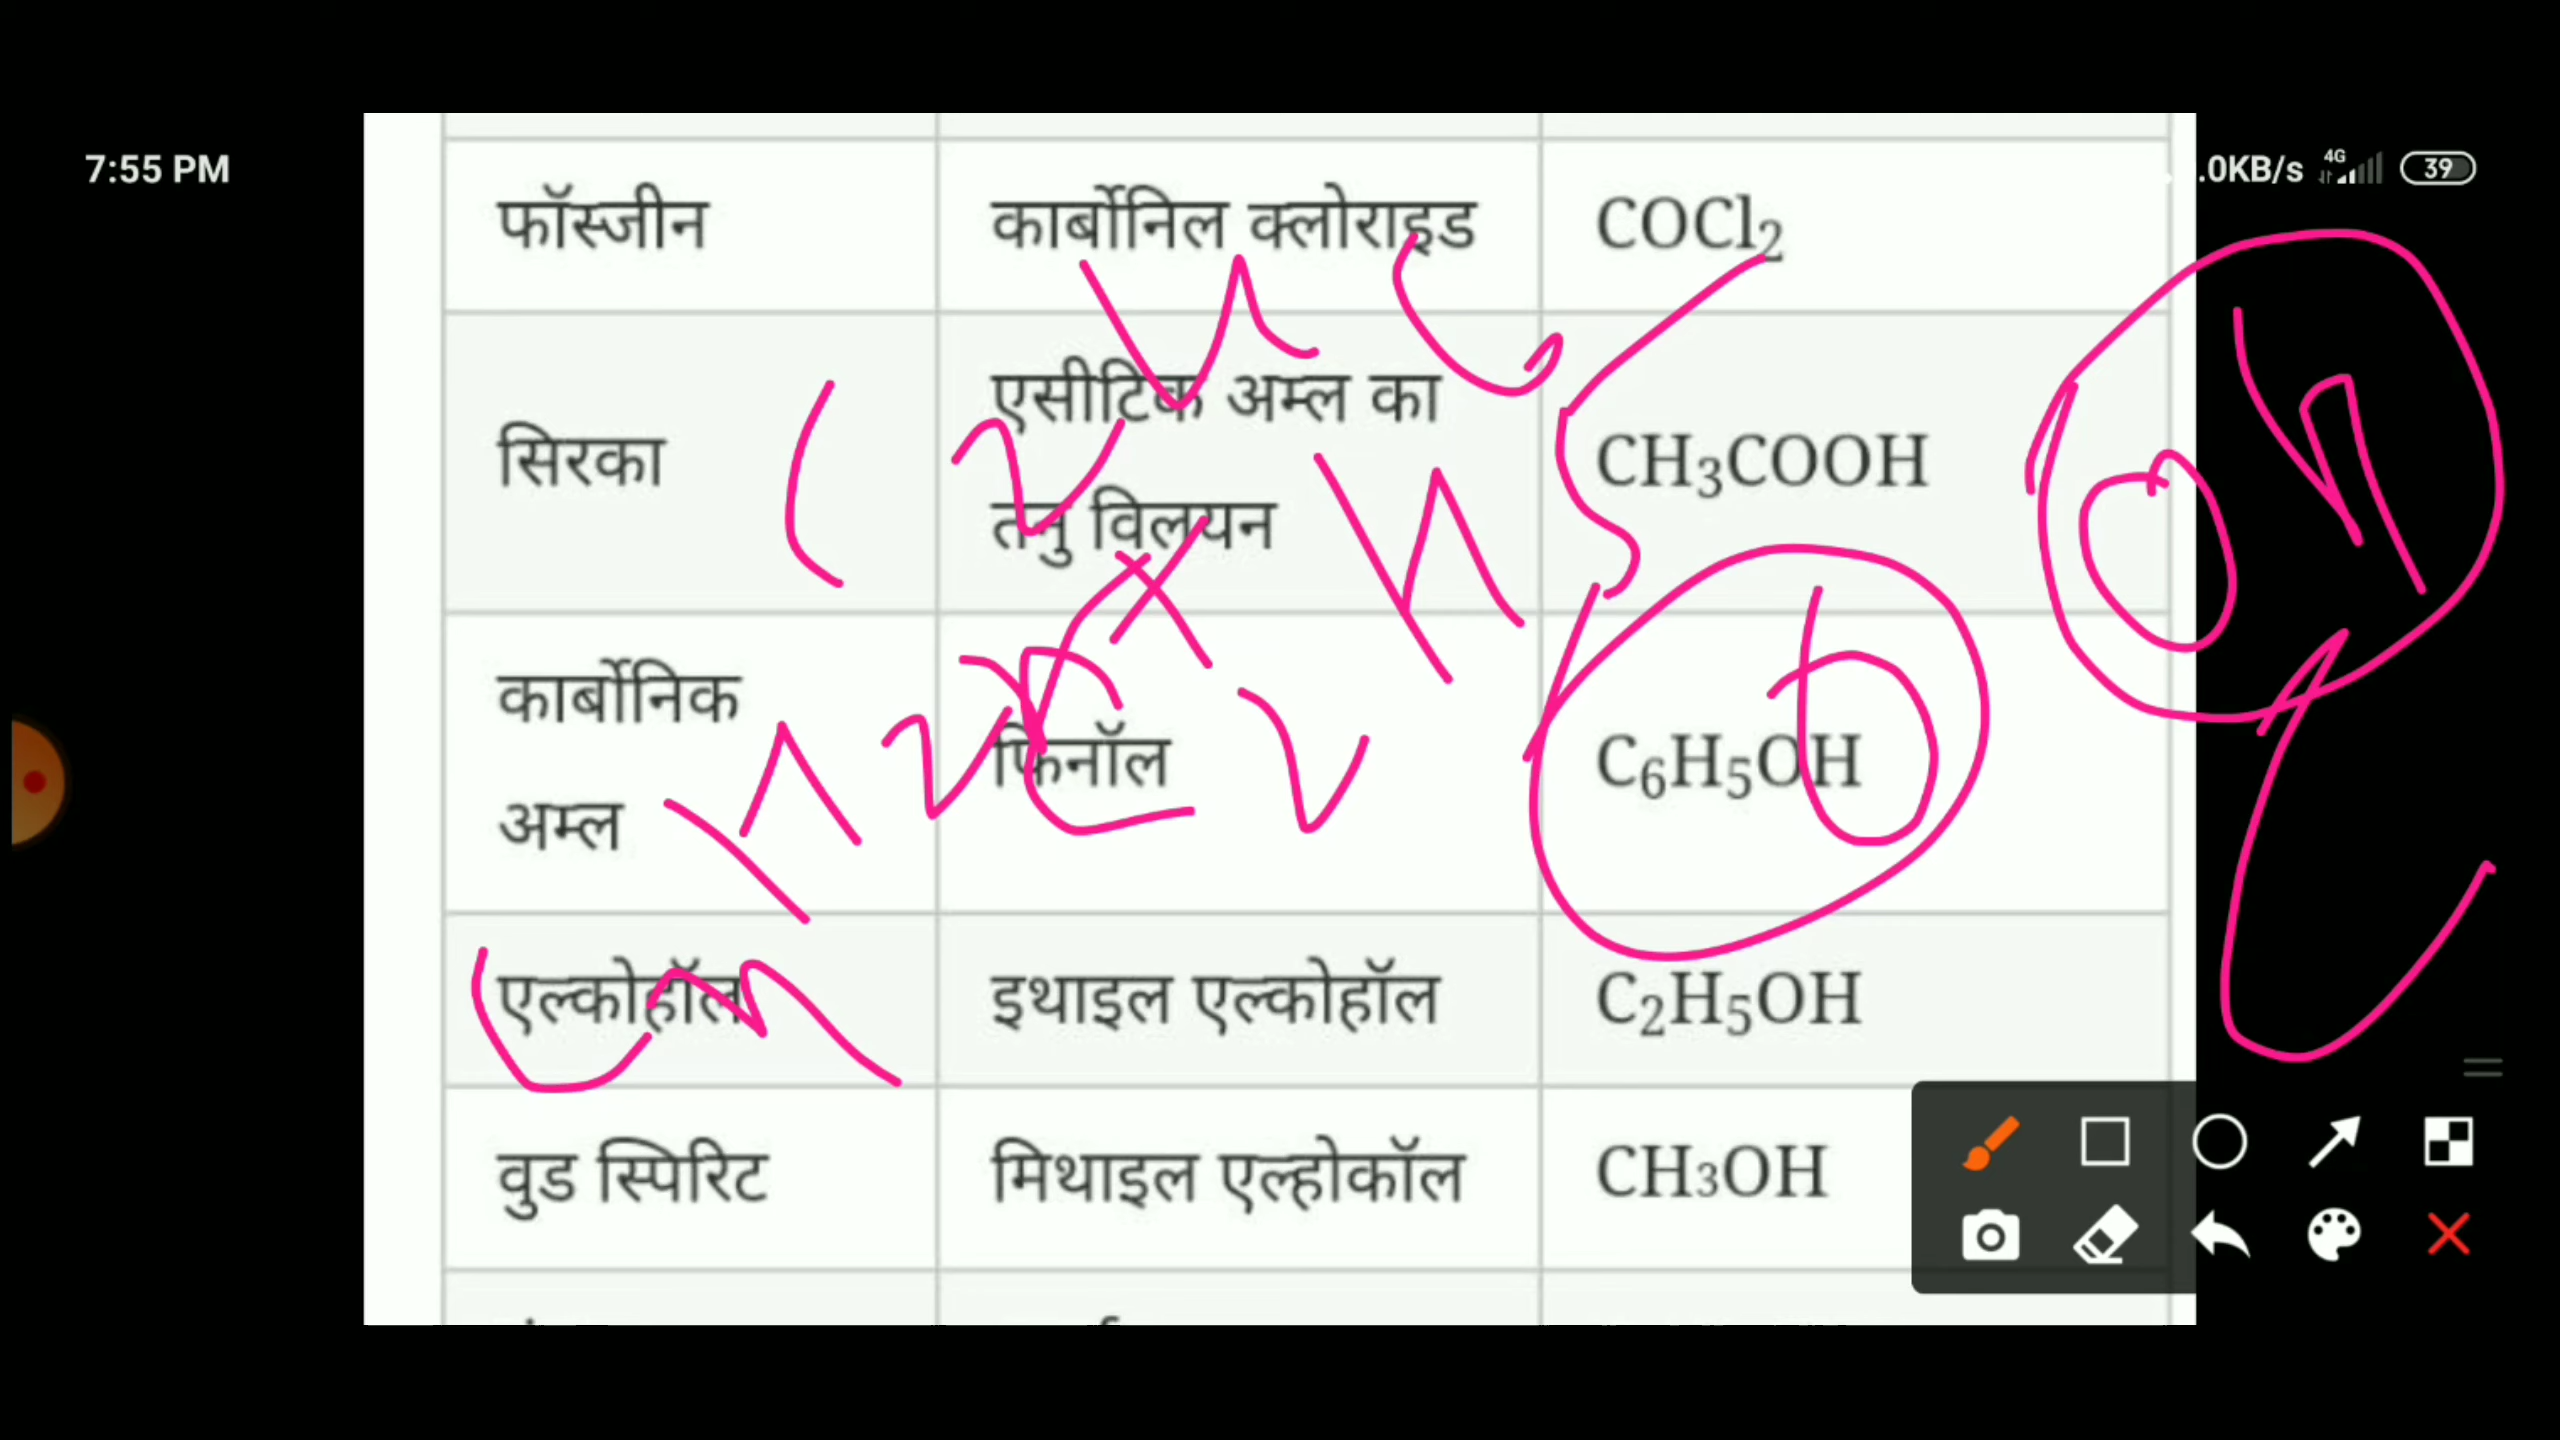 7:55 PM
.0KB/s 4G 39
फॉस्जीन कार्बोनिल क्लोराइड COCl₂
सिरका एसीटिक अम्ल का तनु विलयन CH₃COOH
कार्बोनिक अम्ल फिनॉल C₆H₅OH
एल्कोहॉल इथाइल एल्कोहॉल C₂H₅OH
वुड स्पिरिट मिथाइल एल्होकॉल CH₃OH